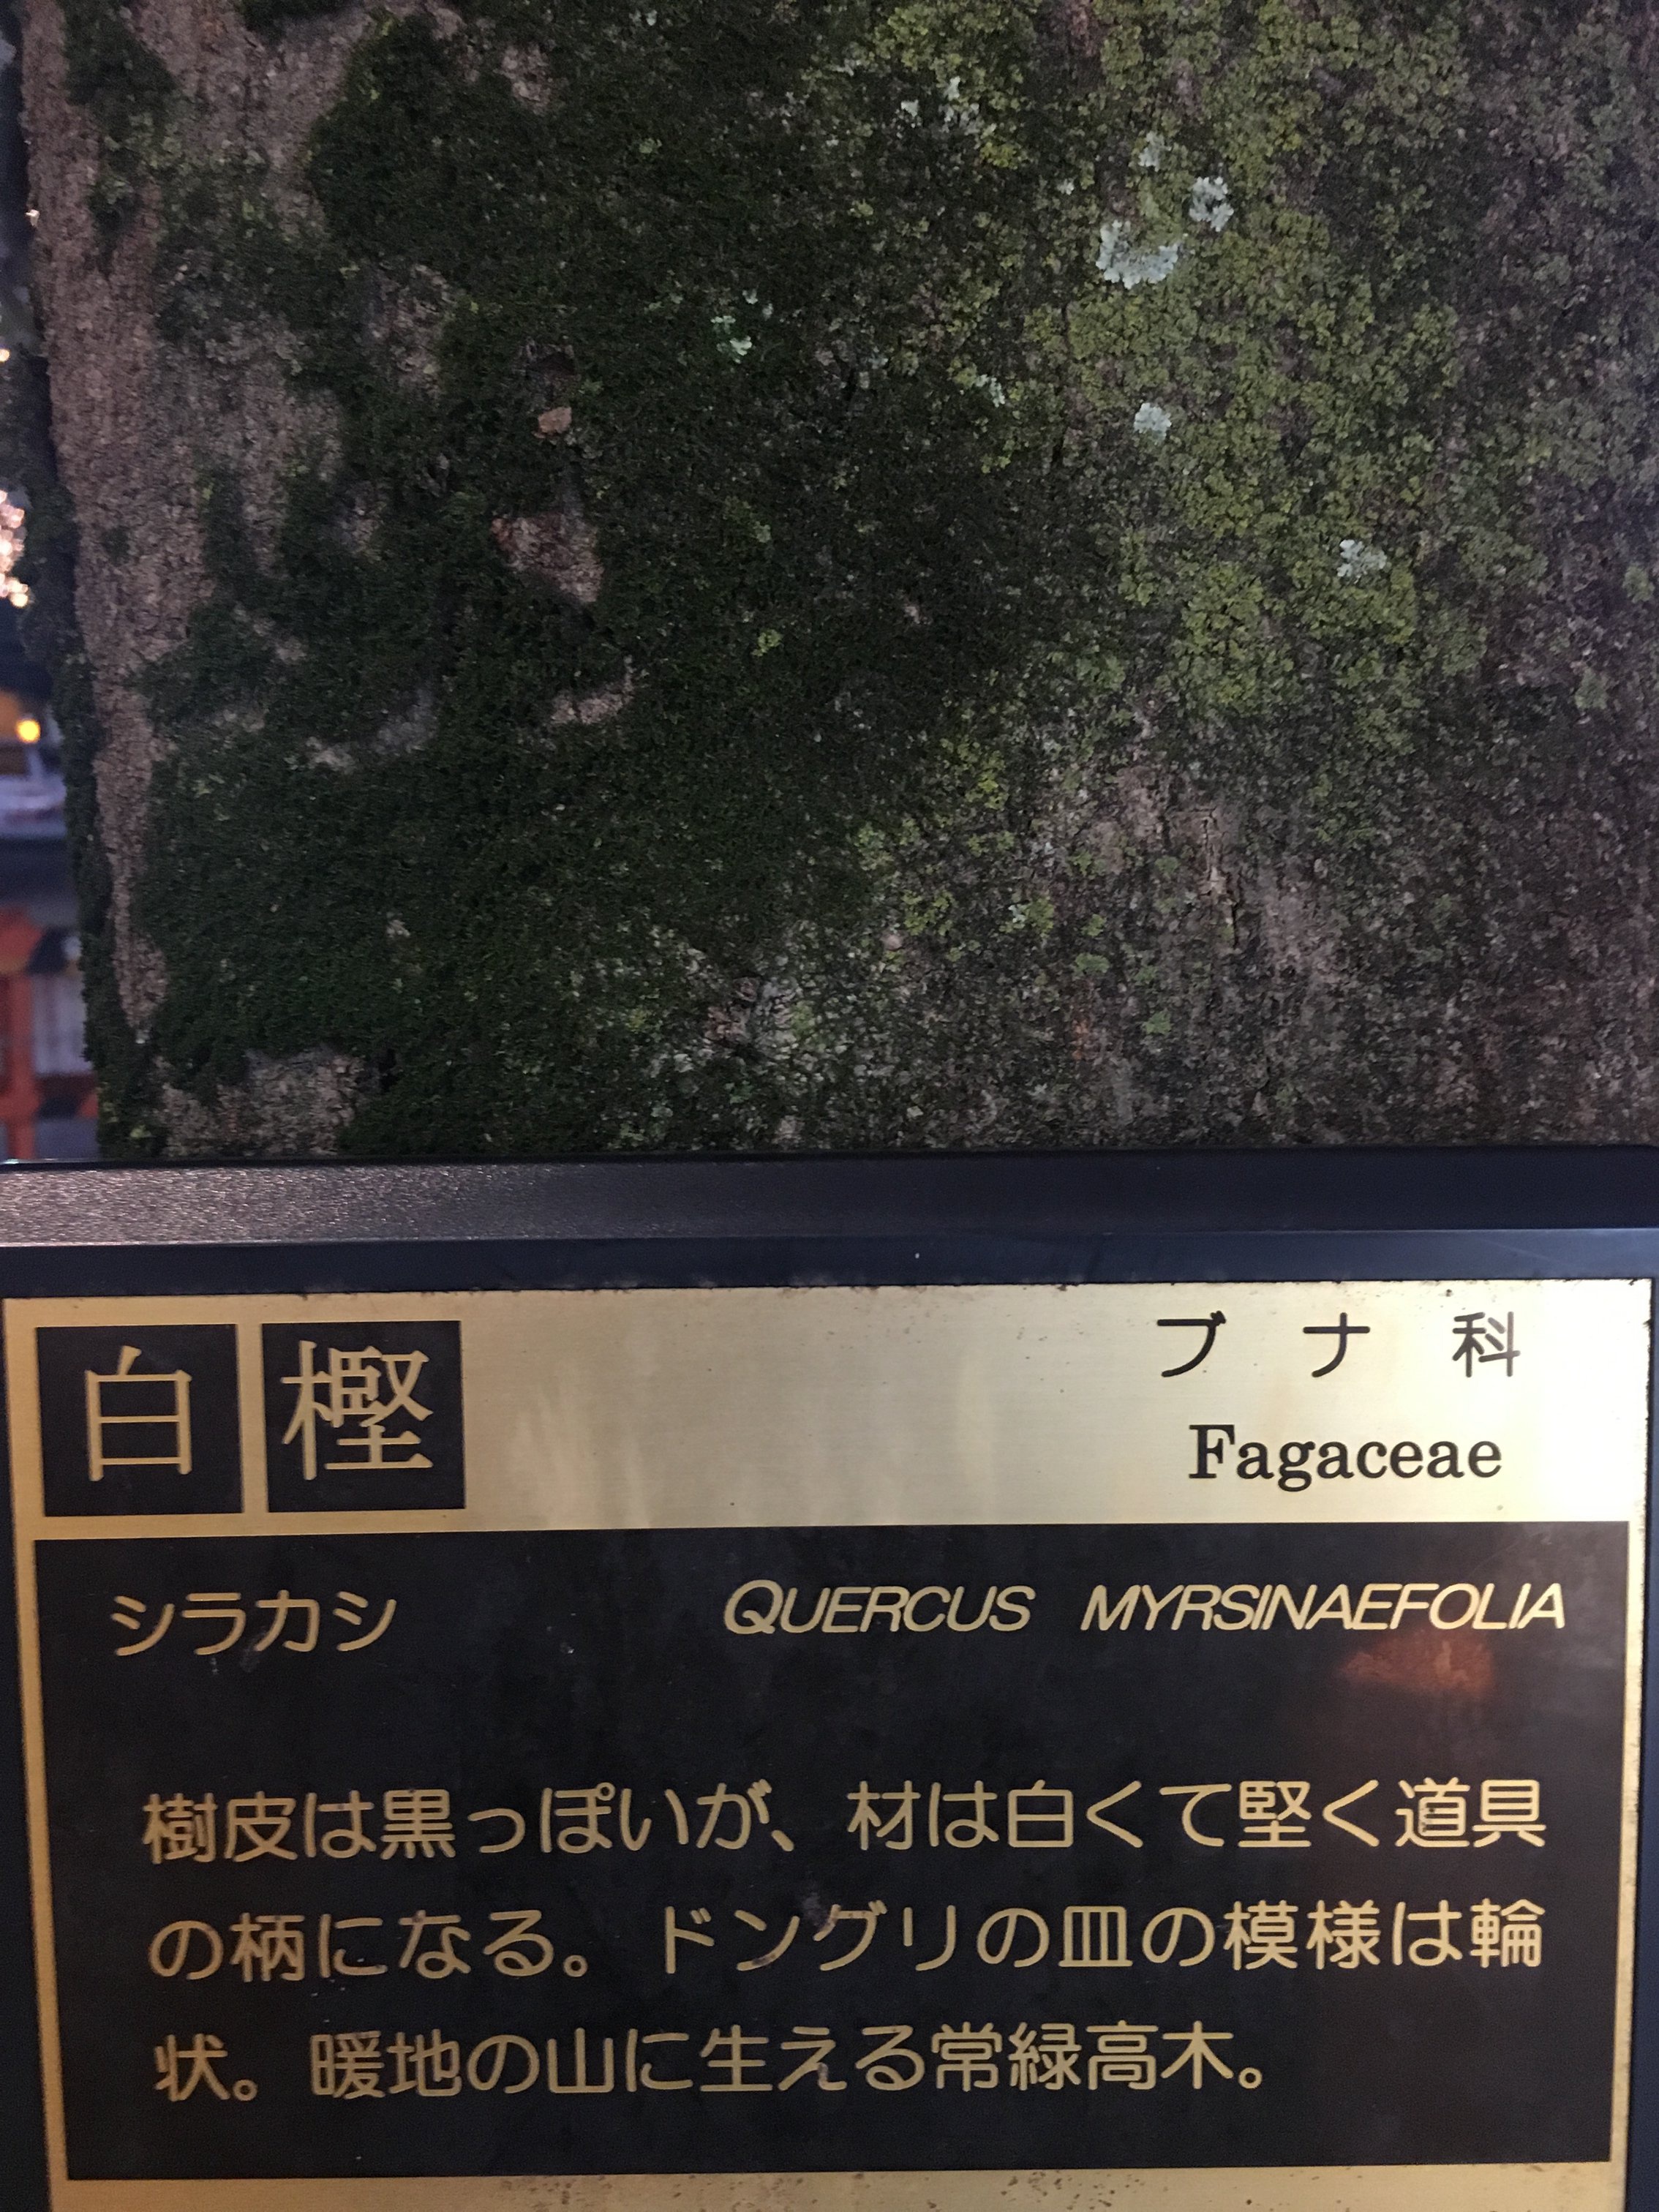 白樫
ブナ科
Fagaceae
シラカシ QUERCUS MYRSINAEFOLIA
樹皮は黒っぽいが、材は白くて堅く道具
の柄になる。ドングリの皿の模様は輪
状。暖地の山に生える常緑高木。